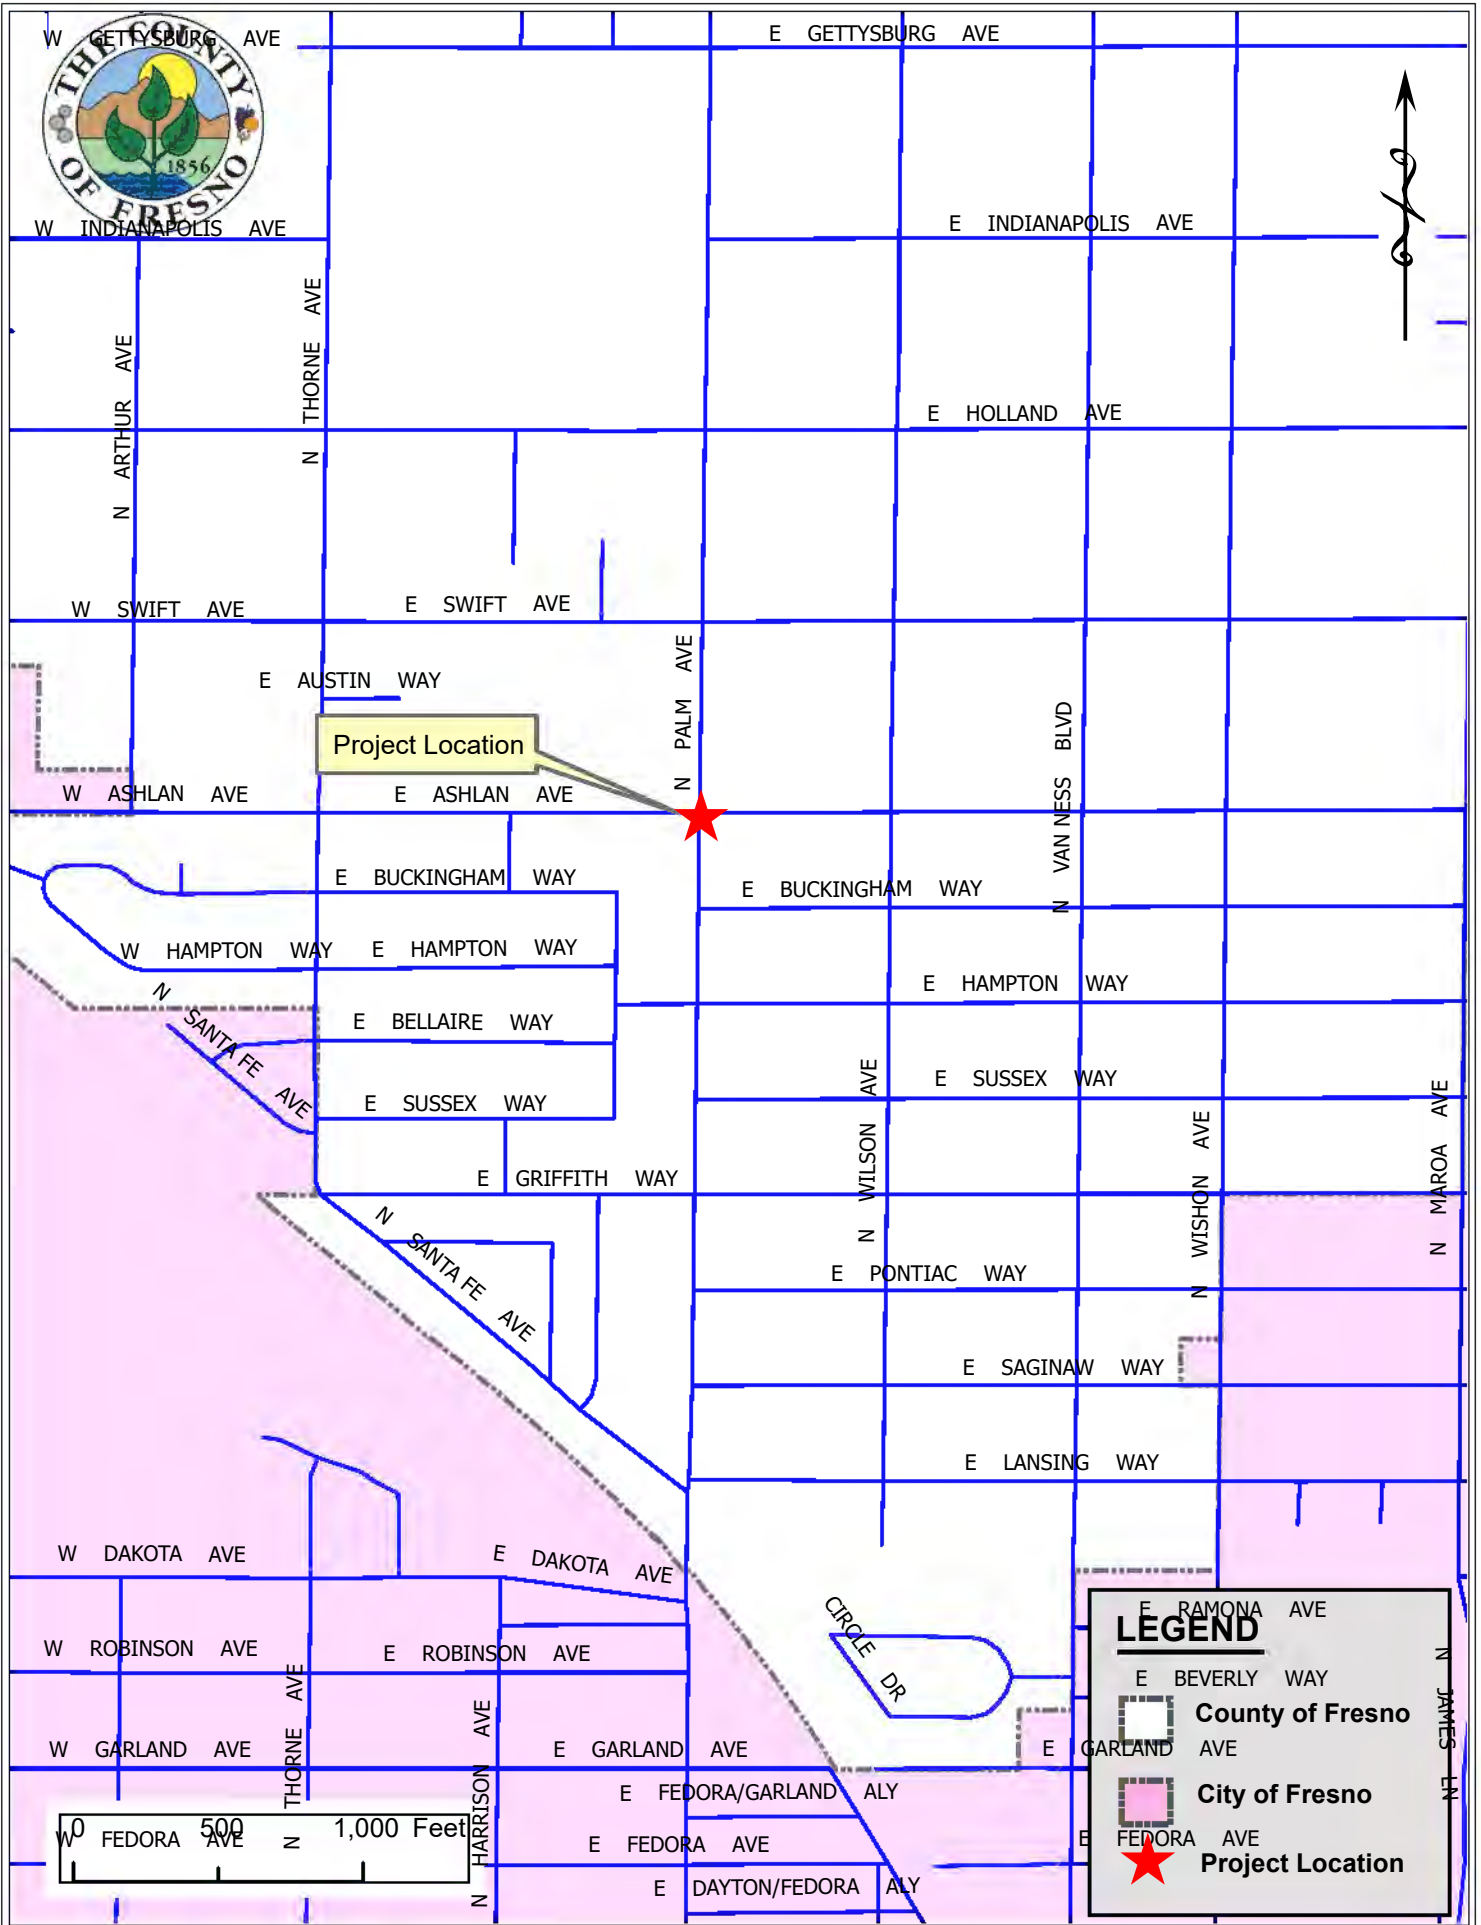 W GETTYSBURG AVE
E GETTYSBURG AVE
THE COUNTY
OF FRESNO
1856
W INDIANAPOLIS AVE
E INDIANAPOLIS AVE
N ARTHUR AVE
N THORNE AVE
E HOLLAND AVE
W SWIFT AVE
E SWIFT AVE
N PALM AVE
E AUSTIN WAY
Project Location
N VAN NESS BLVD
W ASHLAN AVE
E ASHLAN AVE
E BUCKINGHAM WAY
E BUCKINGHAM WAY
W HAMPTON WAY
E HAMPTON WAY
E HAMPTON WAY
N SANTA FE AVE
E BELLAIRE WAY
E SUSSEX WAY
E SUSSEX WAY
N WILSON AVE
N WISHON AVE
N MAROA AVE
E GRIFFITH WAY
N SANTA FE AVE
E PONTIAC WAY
E SAGINAW WAY
E LANSING WAY
W DAKOTA AVE
E DAKOTA AVE
CIRCLE DR
E RAMONA AVE
LEGEND
W ROBINSON AVE
E ROBINSON AVE
E BEVERLY WAY
County of Fresno
N JAMES LN
N THORNE AVE
N HARRISON AVE
W GARLAND AVE
E GARLAND AVE
E GARLAND AVE
E FEDORA/GARLAND ALY
City of Fresno
0 500 1,000 Feet
W FEDORA AVE
E FEDORA AVE
E FEDORA AVE
Project Location
E DAYTON/FEDORA ALY